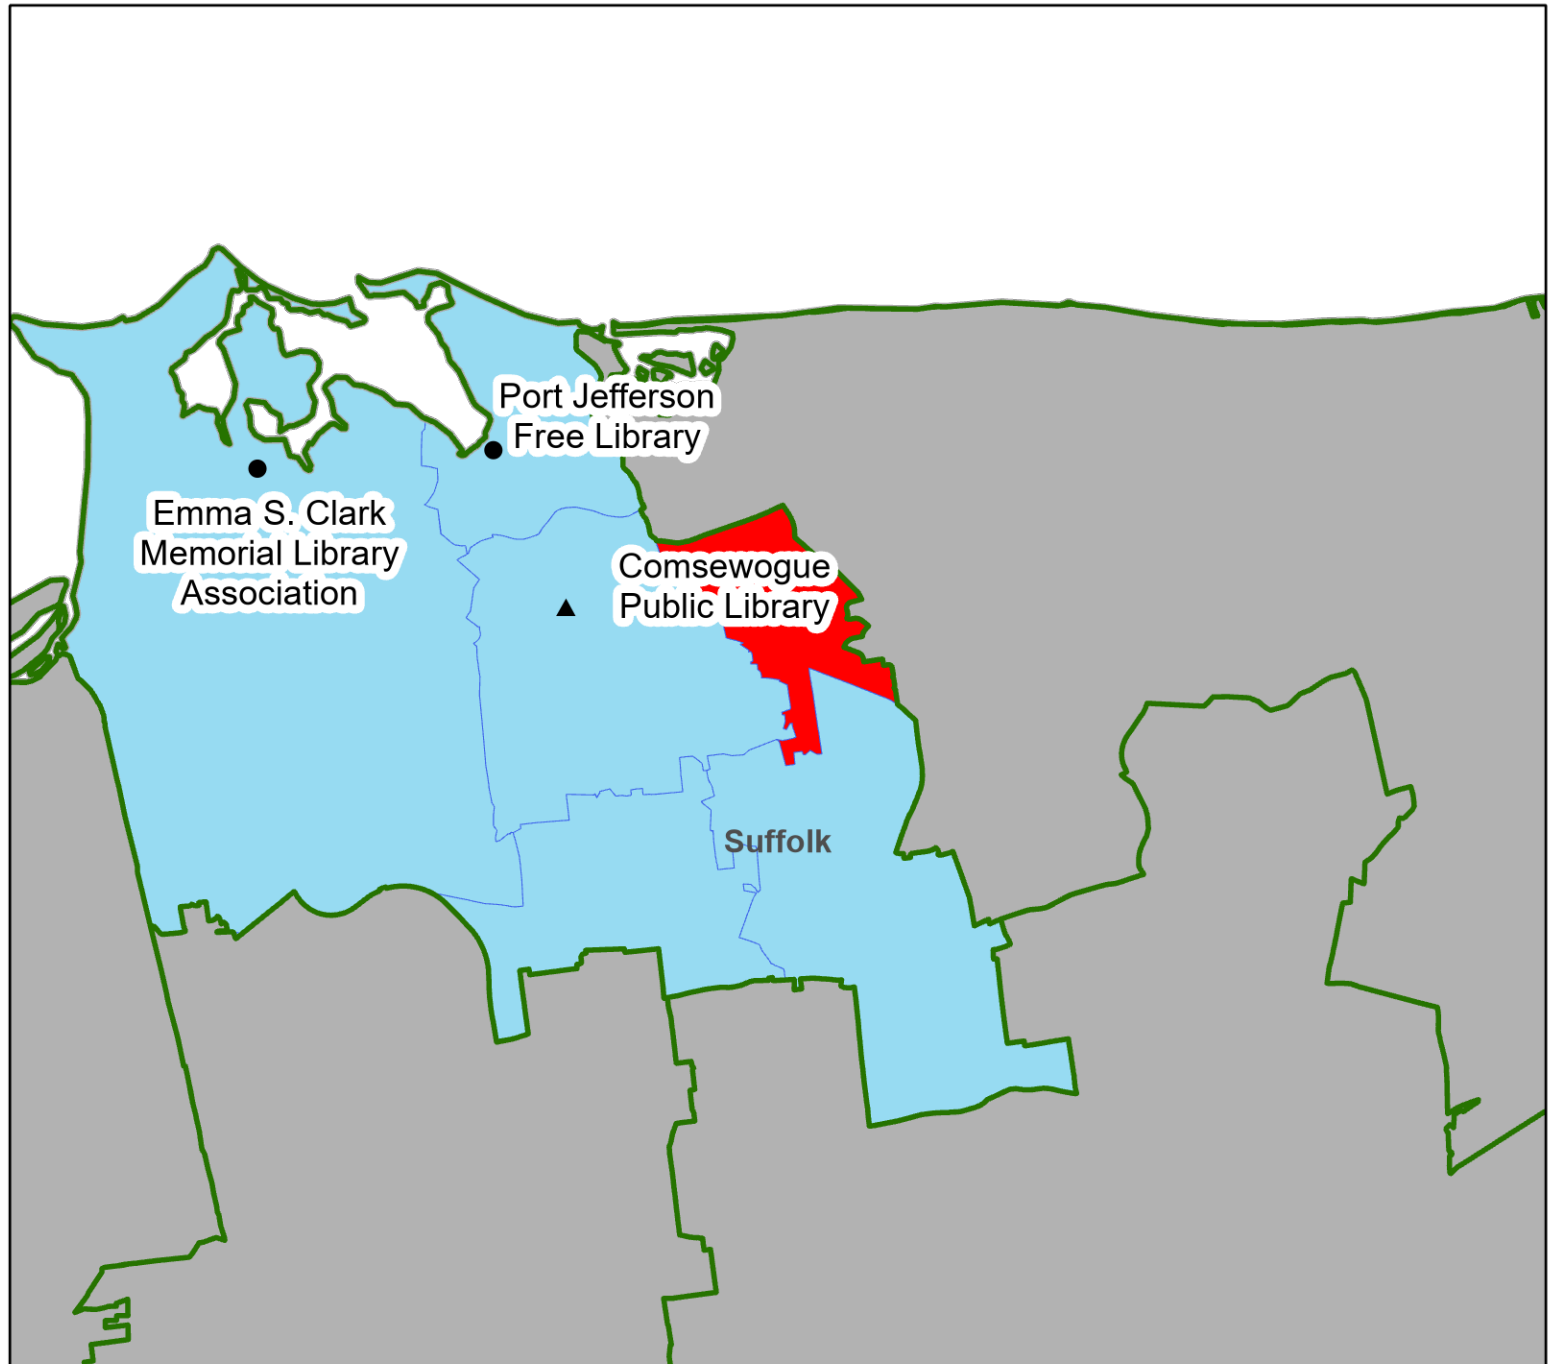 Port Jefferson
Free Library
Emma S. Clark
Memorial Library
Association
Comsewogue
Public Library
Suffolk